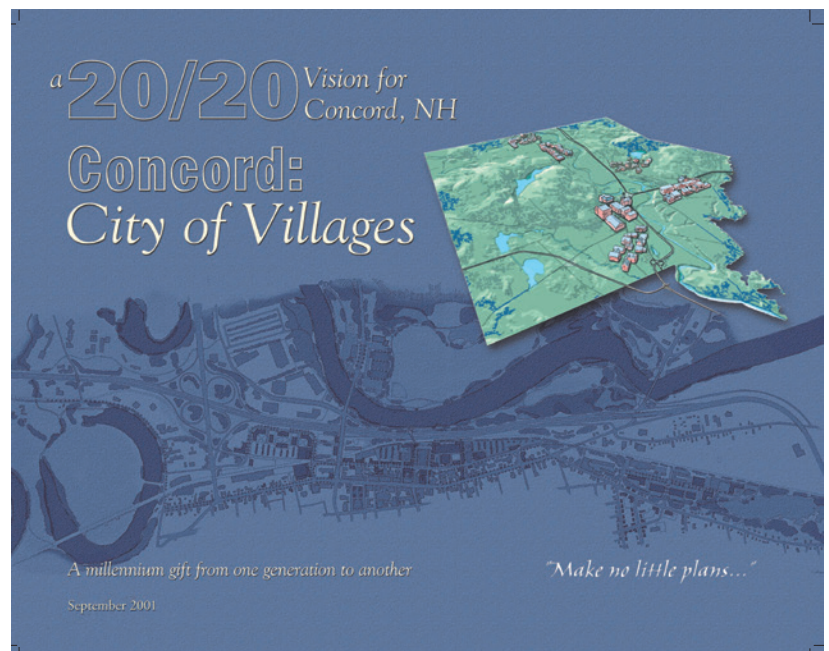 a 20/20 Vision for
Concord, NH
Concord:
City of Villages
A millennium gift from one generation to another
"Make no little plans..."
September 2001